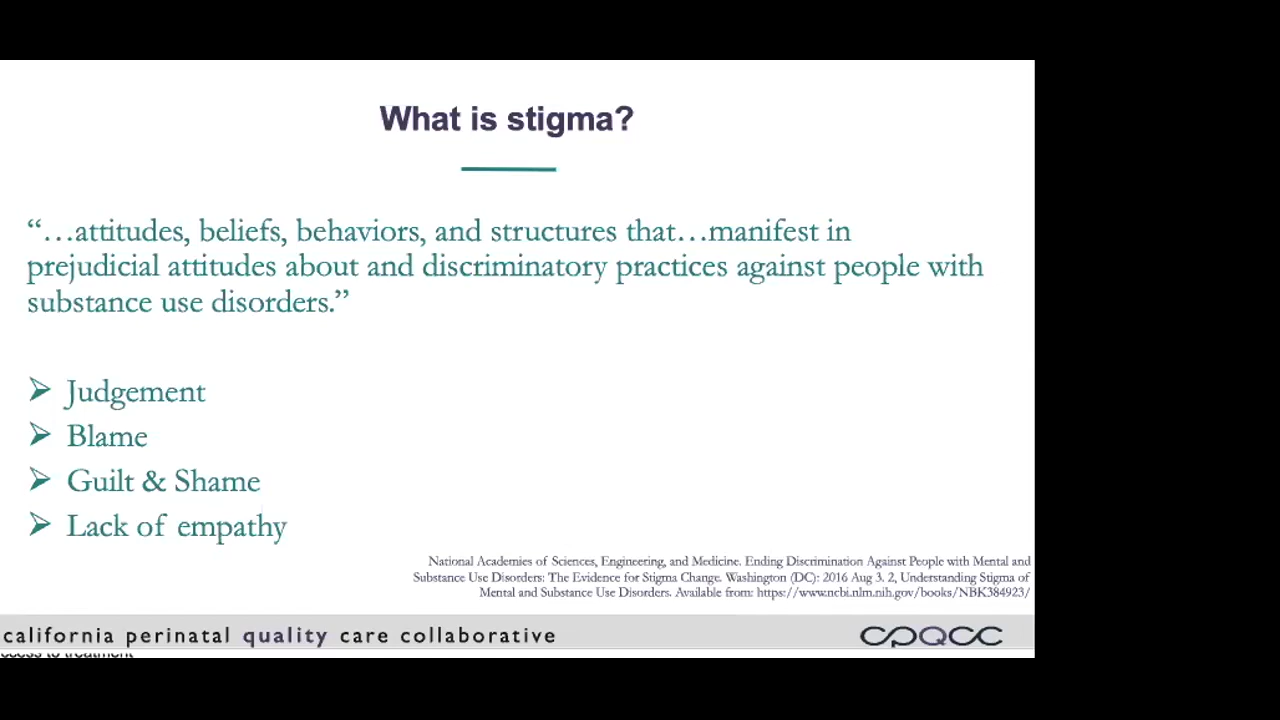 What is stigma?
“…attitudes, beliefs, behaviors, and structures that…manifest in
prejudicial attitudes about and discriminatory practices against people with
substance use disorders.”
➢ Judgement
➢ Blame
➢ Guilt & Shame
➢ Lack of empathy
National Academies of Sciences, Engineering, and Medicine. Ending Discrimination Against People with Mental and
Substance Use Disorders: The Evidence for Stigma Change. Washington (DC): 2016 Aug 3. 2, Understanding Stigma of
Mental and Substance Use Disorders. Available from: https://www.ncbi.nlm.nih.gov/books/NBK384923/
california perinatal quality care collaborative
cpqcc
to treatment